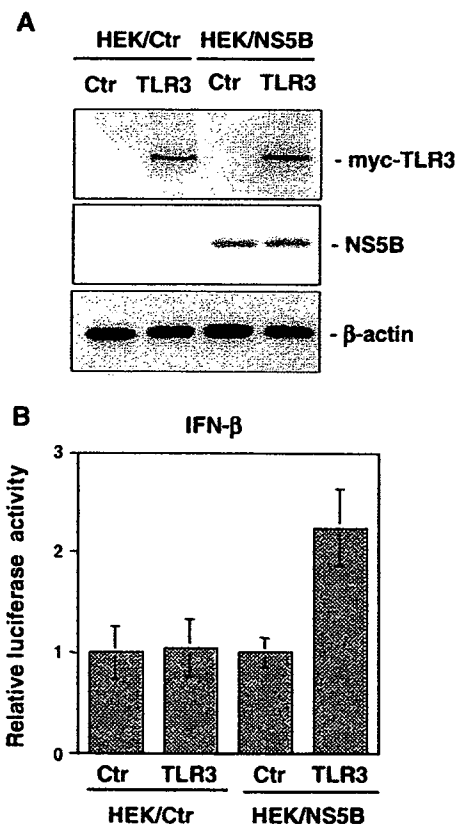 A
HEK/Ctr HEK/NS5B
Ctr TLR3 Ctr TLR3
- myc-TLR3
- NS5B
- β-actin
B
IFN-β
Relative luciferase activity
3
2
1
0
Ctr TLR3 Ctr TLR3
HEK/Ctr HEK/NS5B